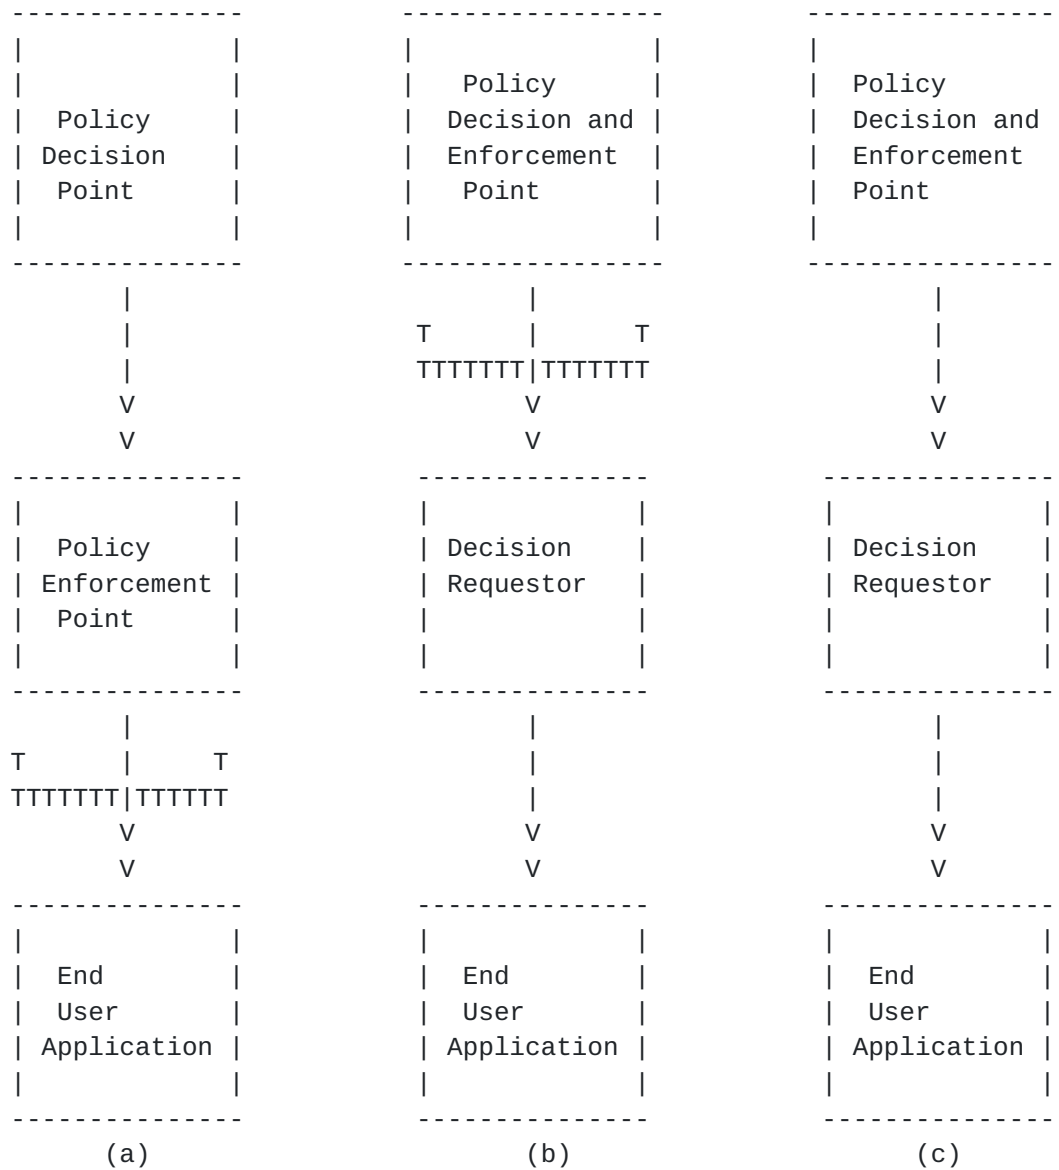 ---------------          -----------------         ----------------
|              |          |                |         |
|              |          |   Policy       |         |  Policy
|  Policy      |          |  Decision and  |         |  Decision and
| Decision     |          |  Enforcement   |         |  Enforcement
|  Point       |          |   Point        |         |  Point
|              |          |                |         |
---------------          -----------------         ----------------
       |                          |                          |
       |                   T      |      T                   |
       |                   TTTTTTT|TTTTTTT                   |
       V                          V                          V
       V                          V                          V
---------------           ---------------           ---------------
|              |           |              |           |              |
|  Policy      |           | Decision     |           | Decision     |
| Enforcement  |           | Requestor    |           | Requestor    |
|  Point       |           |              |           |              |
|              |           |              |           |              |
---------------           ---------------           ---------------
       |                          |                          |
T      |     T                    |                          |
TTTTTTT|TTTTTT                    |                          |
       V                          V                          V
       V                          V                          V
---------------           ---------------           ---------------
|              |           |              |           |              |
|  End         |           |  End         |           |  End         |
|  User        |           |  User        |           |  User        |
| Application  |           | Application  |           | Application  |
|              |           |              |           |              |
---------------           ---------------           ---------------
      (a)                        (b)                       (c)